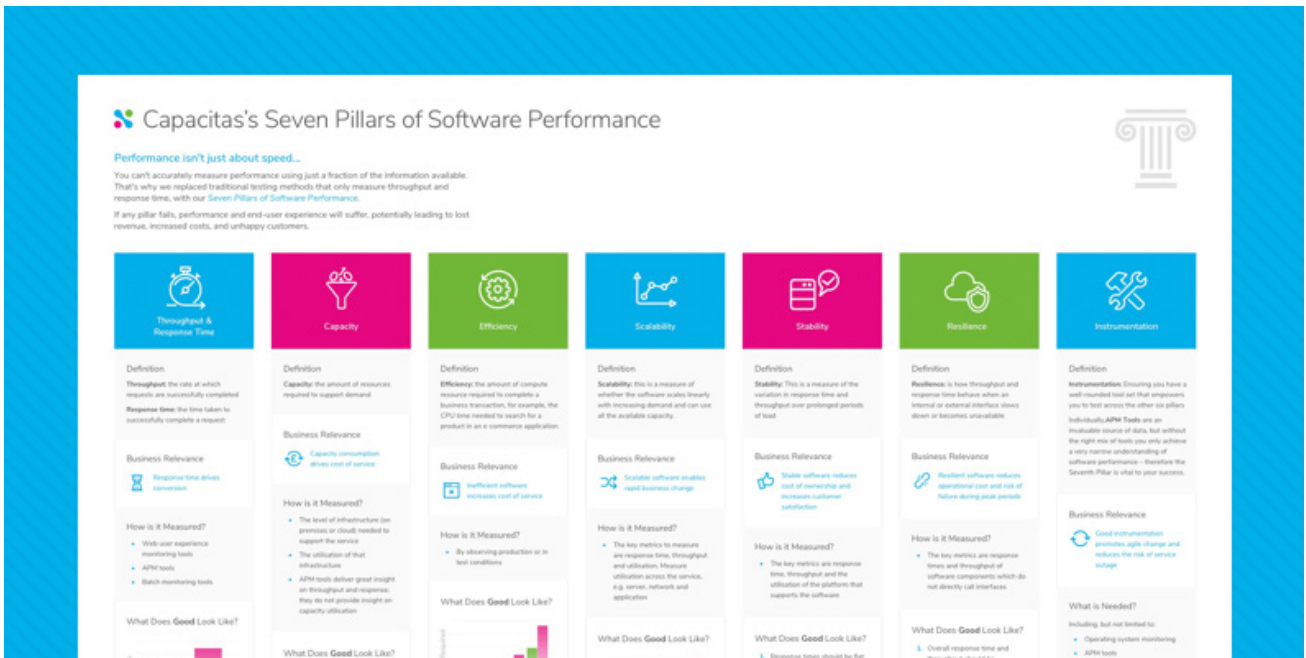 Capacitas's Seven Pillars of Software Performance
Performance isn't just about speed...
You can't accurately measure performance using just a fraction of the information available.
That's why we replaced traditional testing methods that only measure throughput and
response time, with our Seven Pillars of Software Performance.
If any pillar fails, performance and end-user experience will suffer, potentially leading to lost
revenue, increased costs, and unhappy customers.
Throughput &
Response Time
Definition
Throughput: the rate at which
requests are successfully completed
Response time: the time taken to
successfully complete a request
Business Relevance
Response time drives
conversion
How is it Measured?
Web user experience
monitoring tools
APM tools
Batch monitoring tools
What Does Good Look Like?
Capacity
Definition
Capacity: the amount of resources
required to support demand
Business Relevance
Capacity consumption
drives cost of service
How is it Measured?
The level of infrastructure (on
premises or cloud) needed to
support the service
The utilisation of that
infrastructure
APM tools deliver great insight
on throughput and response;
they do not provide insight on
capacity utilisation
What Does Good Look Like?
Efficiency
Definition
Efficiency: the amount of compute
resource required to complete a
business transaction, for example, the
CPU time needed to search for a
product in an e-commerce application
Business Relevance
Inefficient software
increases cost of service
How is it Measured?
By observing production or in
test conditions
What Does Good Look Like?
Scalability
Definition
Scalability: this is a measure of
whether the software scales linearly
with increasing demand and can use
all the available capacity.
Business Relevance
Scalable software enables
rapid business change
How is it Measured?
The key metrics to measure
are response time, throughput
and utilisation. Measure
utilisation across the service,
e.g. server, network and
application
What Does Good Look Like?
Stability
Definition
Stability: This is a measure of the
variation in response time and
throughput over prolonged periods
of load
Business Relevance
Stable software reduces
cost of ownership and
increases customer
satisfaction
How is it Measured?
The key metrics are response
time, throughput and the
utilisation of the platform that
supports the software
What Does Good Look Like?
1. Response times should be flat
Resilience
Definition
Resilience: is how throughput and
response time behave when an
internal or external interface slows
down or becomes unavailable
Business Relevance
Resilient software reduces
operational cost and risk of
failure during peak periods
How is it Measured?
The key metrics are response
times and throughput of
software components which do
not directly call interfaces
What Does Good Look Like?
1. Overall response time and
Instrumentation
Definition
Instrumentation: Ensuring you have a
well-rounded tool set that empowers
you to test across the other six pillars
Individually,APM Tools are an
invaluable source of data, but without
the right mix of tools you only achieve
a very narrow understanding of
software performance – therefore the
Seventh Pillar is vital to your success.
Business Relevance
Good instrumentation
promotes agile change and
reduces the risk of service
outage
What is Needed?
Including, but not limited to:
Operating system monitoring
APM tools